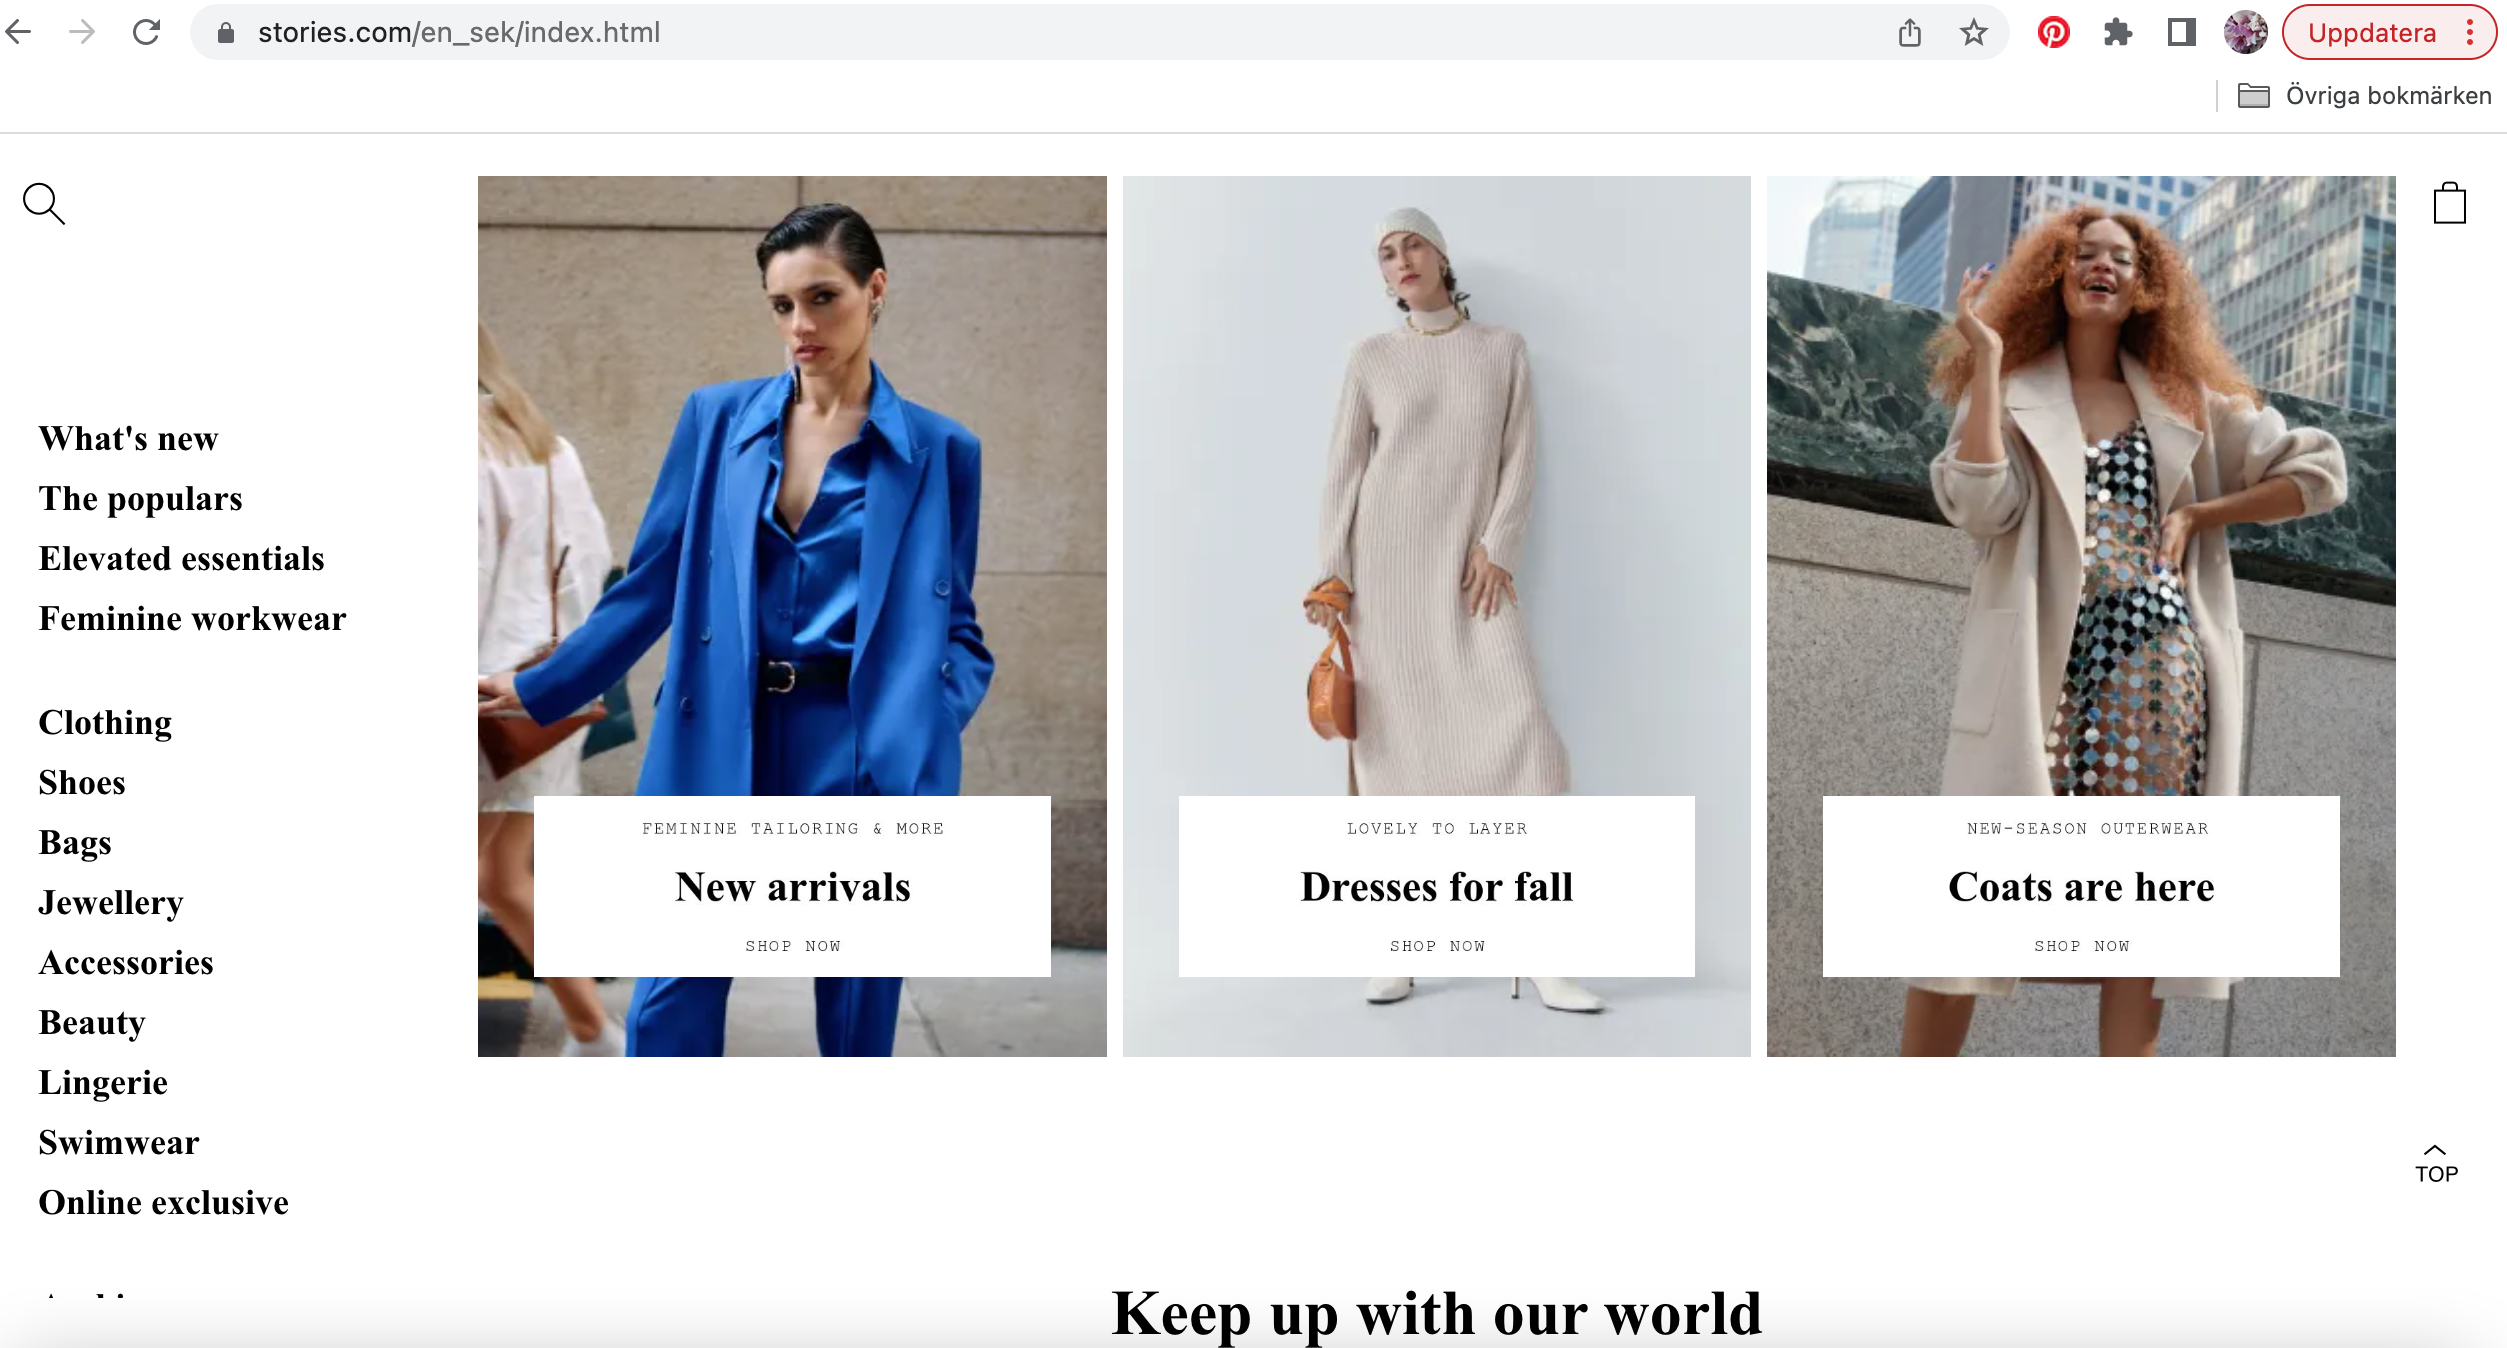 stories.com/en_sek/index.html
Uppdatera
Övriga bokmärken
What's new
The populars
Elevated essentials
Feminine workwear
Clothing
Shoes
Bags
Jewellery
Accessories
Beauty
Lingerie
Swimwear
Online exclusive
FEMININE TAILORING & MORE
New arrivals
SHOP NOW
LOVELY TO LAYER
Dresses for fall
SHOP NOW
NEW-SEASON OUTERWEAR
Coats are here
SHOP NOW
TOP
Keep up with our world